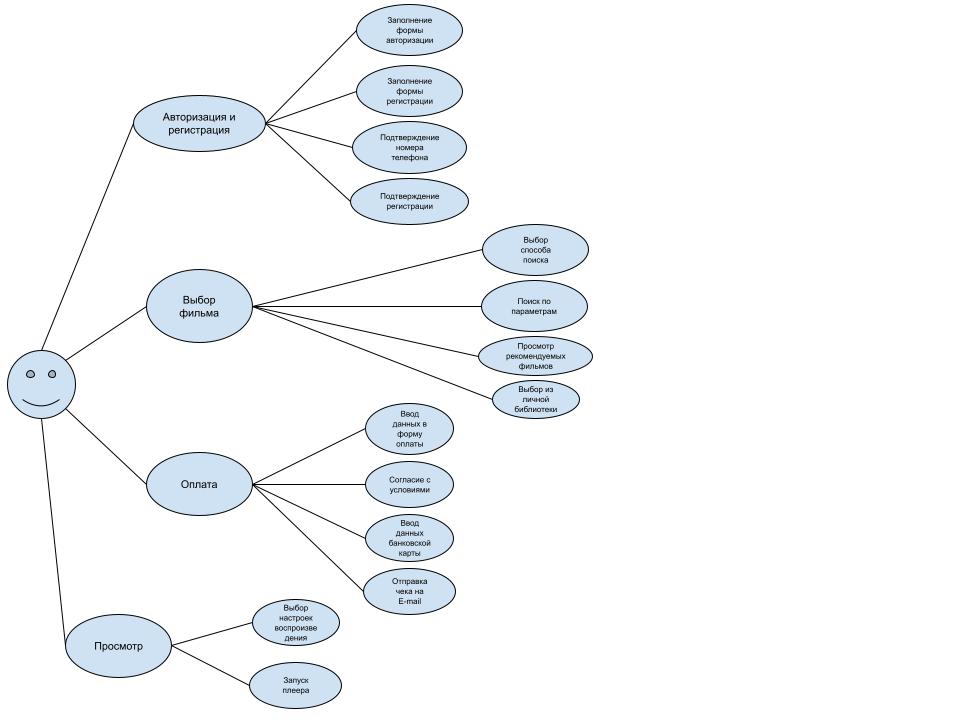 Заполнение
формы
авторизации
Заполнение
формы
регистрации
Авторизация и
регистрация
Подтверждение
номера
телефона
Подтверждение
регистрации
Выбор
способа
поиска
Выбор
фильма
Поиск по
параметрам
Просмотр
рекомендуемых
фильмов
Выбор из
личной
библиотеки
Ввод
данных в
форму
оплаты
Оплата
Согласие с
условиями
Ввод
данных
банковской
карты
Отправка
чека на
E-mail
Просмотр
Выбор
настроек
воспроизве
дения
Запуск
плеера